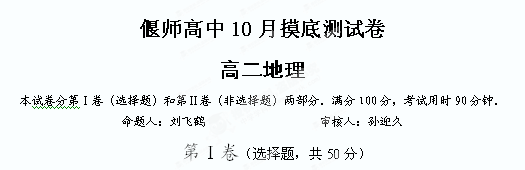 偃师高中10月摸底测试卷
高二地理
本试卷分第Ⅰ卷（选择题）和第Ⅱ卷（非选择题）两部分．满分100分，考试用时90分钟．
命题人：刘飞鹤 审核人：孙迎久
第Ⅰ卷（选择题，共50分）